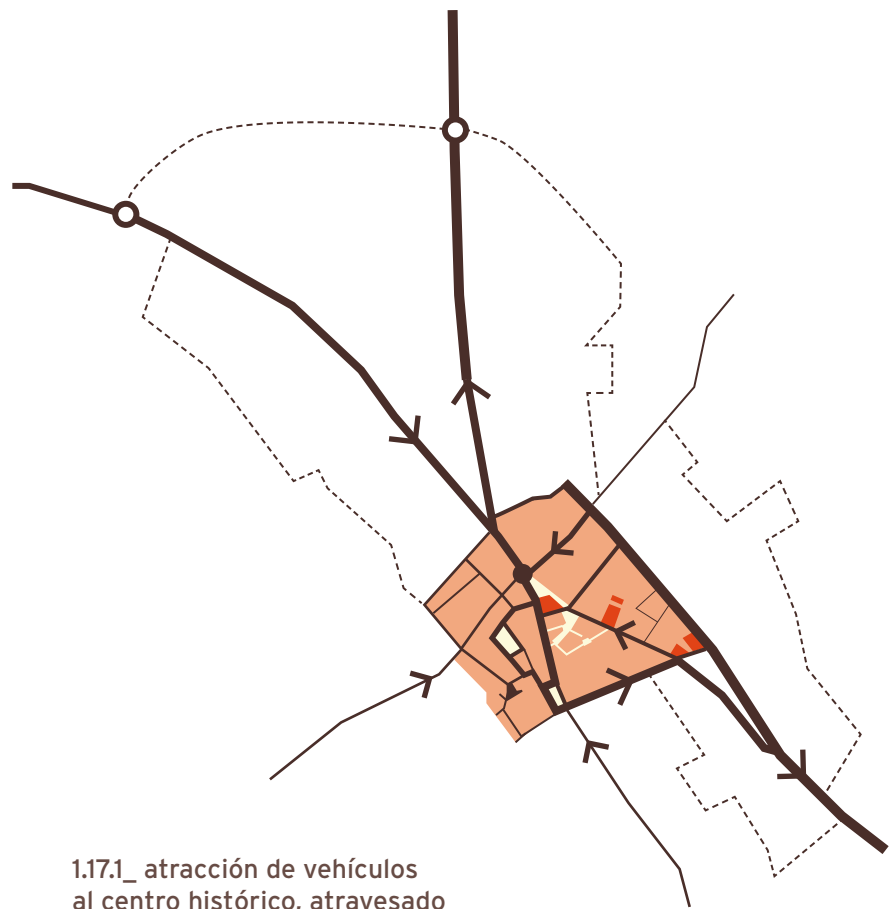 1.17.1_ atracción de vehículos
al centro histórico, atravesado